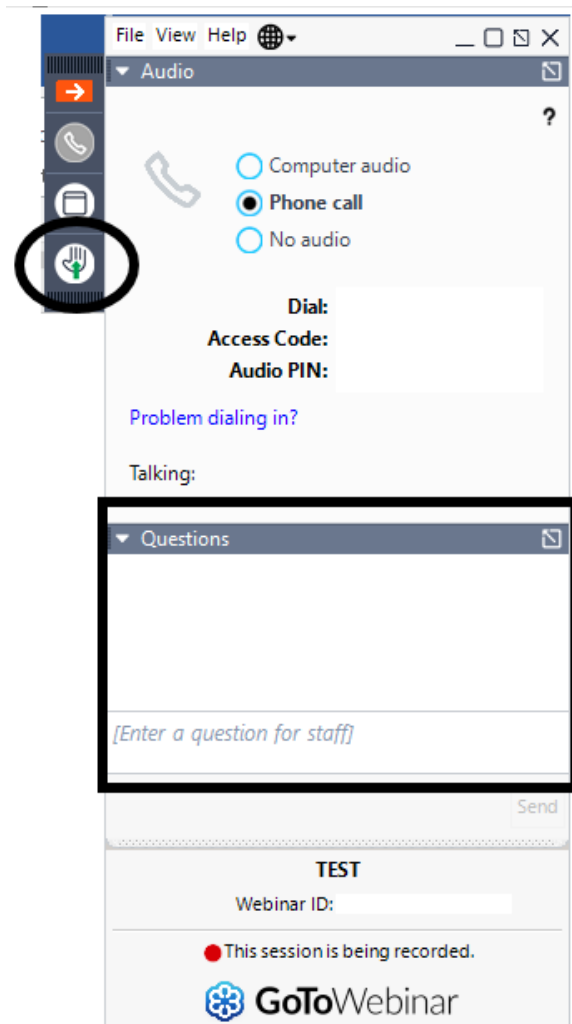 File View Help
Audio
?
Computer audio
Phone call
No audio
Dial:
Access Code:
Audio PIN:
Problem dialing in?
Talking:
Questions
[Enter a question for staff]
Send
TEST
Webinar ID:
This session is being recorded.
GoToWebinar